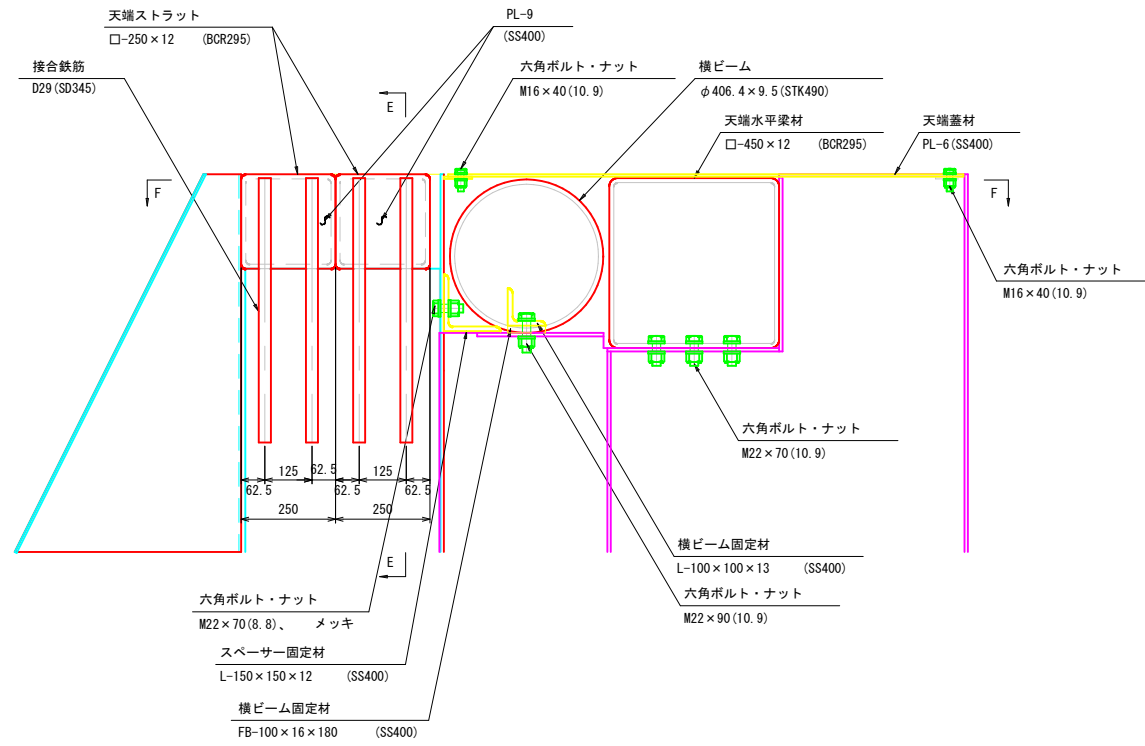 天端ストラット
□-250×12 (BCR295)
PL-9
(SS400)
接合鉄筋
D29(SD345)
六角ボルト・ナット
M16×40(10.9)
横ビーム
φ406.4×9.5(STK490)
天端水平梁材
□-450×12 (BCR295)
天端蓋材
PL-6(SS400)
E
F
F
六角ボルト・ナット
M16×40(10.9)
六角ボルト・ナット
M22×70(10.9)
125
62.5
125
62.5
62.5
62.5
250
250
E
横ビーム固定材
L-100×100×13 (SS400)
六角ボルト・ナット
M22×90(10.9)
六角ボルト・ナット
M22×70(8.8)、 メッキ
スペーサー固定材
L-150×150×12 (SS400)
横ビーム固定材
FB-100×16×180 (SS400)